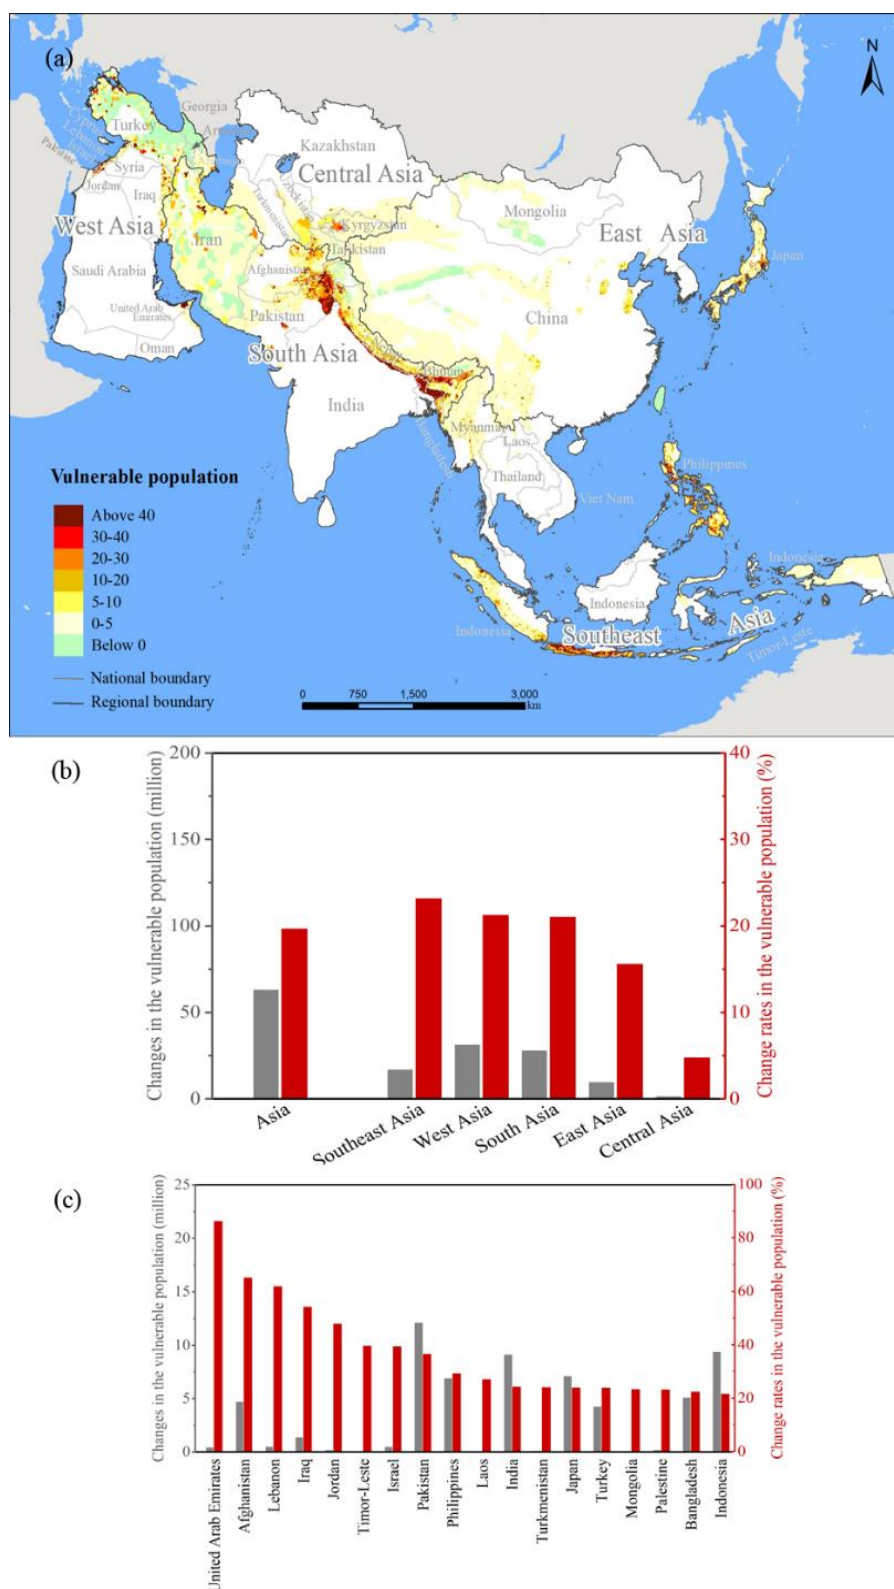 (a)
N
Georgia
Turkey
Cyprus
Lebanon
Israel
Palestine
Syria
Jordan
Iraq
West Asia
Iran
Saudi Arabia
United Arab
Emirates
Oman
Kazakhstan
Central Asia
Uzbekistan
Turkmenistan
Kyrgyzstan
Afghanistan
Pakistan
South Asia
India
Bhutan
Bangladesh
Mongolia
East Asia
China
Japan
Myanmar
Laos
Thailand
Viet Nam
Philippines
Indonesia
Indonesia
Indonesia
Southeast
Asia
Timor-Leste
Vulnerable population
Above 40
30-40
20-30
10-20
5-10
0-5
Below 0
National boundary
Regional boundary
0 750 1,500 3,000
km
(b)
Changes in the vulnerable population (million)
200
150
100
50
0
Change rates in the vulnerable population (%)
40
30
20
10
0
Asia
Southeast Asia
West Asia
South Asia
East Asia
Central Asia
(c)
Changes in the vulnerable population (million)
25
20
15
10
5
0
Change rates in the vulnerable population (%)
100
80
60
40
20
0
United Arab Emirates
Afghanistan
Lebanon
Iraq
Jordan
Timor-Leste
Israel
Pakistan
Philippines
Laos
India
Turkmenistan
Japan
Turkey
Mongolia
Palestine
Bangladesh
Indonesia